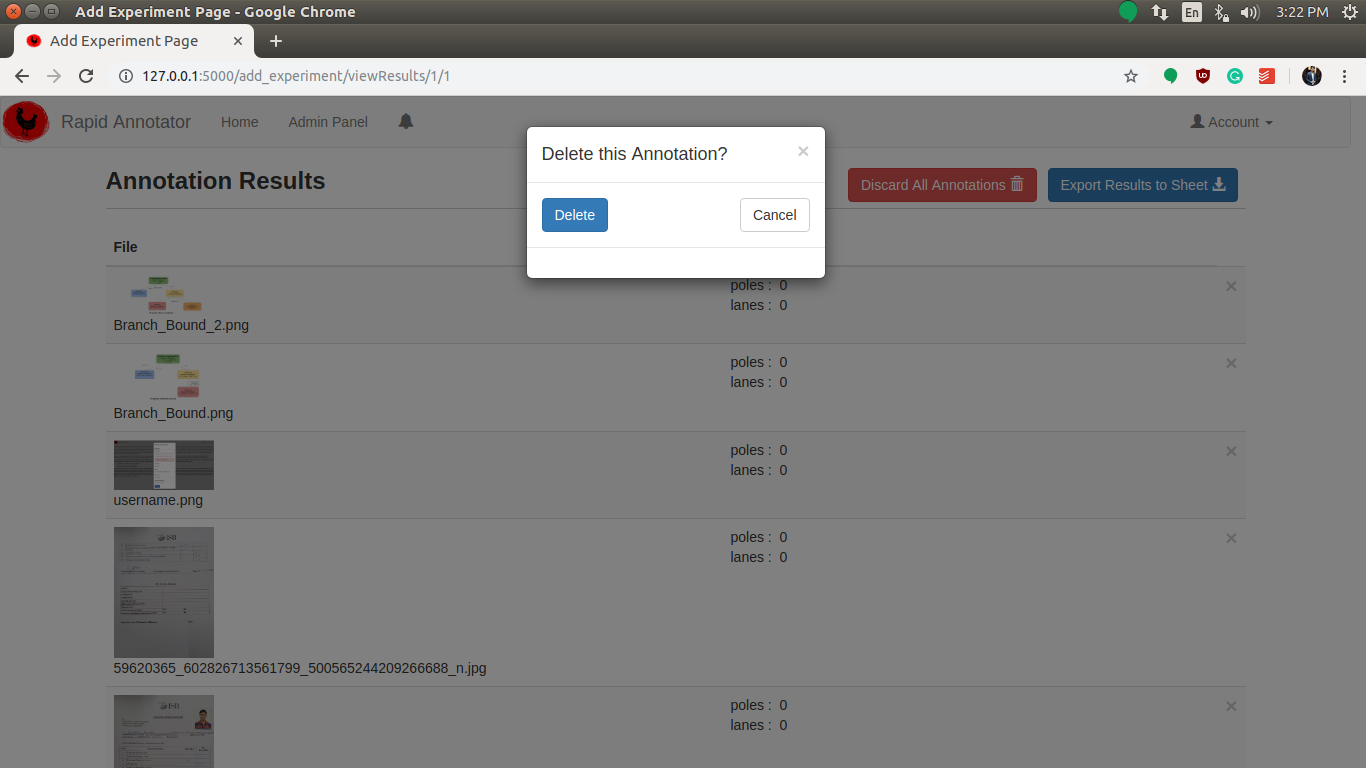 Add Experiment Page - Google Chrome
En
3:22 PM
Add Experiment Page
127.0.0.1:5000/add_experiment/viewResults/1/1
Rapid Annotator
Home
Admin Panel
Account
Delete this Annotation?
×
Delete
Cancel
Annotation Results
Discard All Annotations
Export Results to Sheet
File
Branch_Bound_2.png
poles : 0
lanes : 0
×
Branch_Bound.png
poles : 0
lanes : 0
×
username.png
poles : 0
lanes : 0
×
59620365_602826713561799_500565244209266688_n.jpg
poles : 0
lanes : 0
×
poles : 0
lanes : 0
×